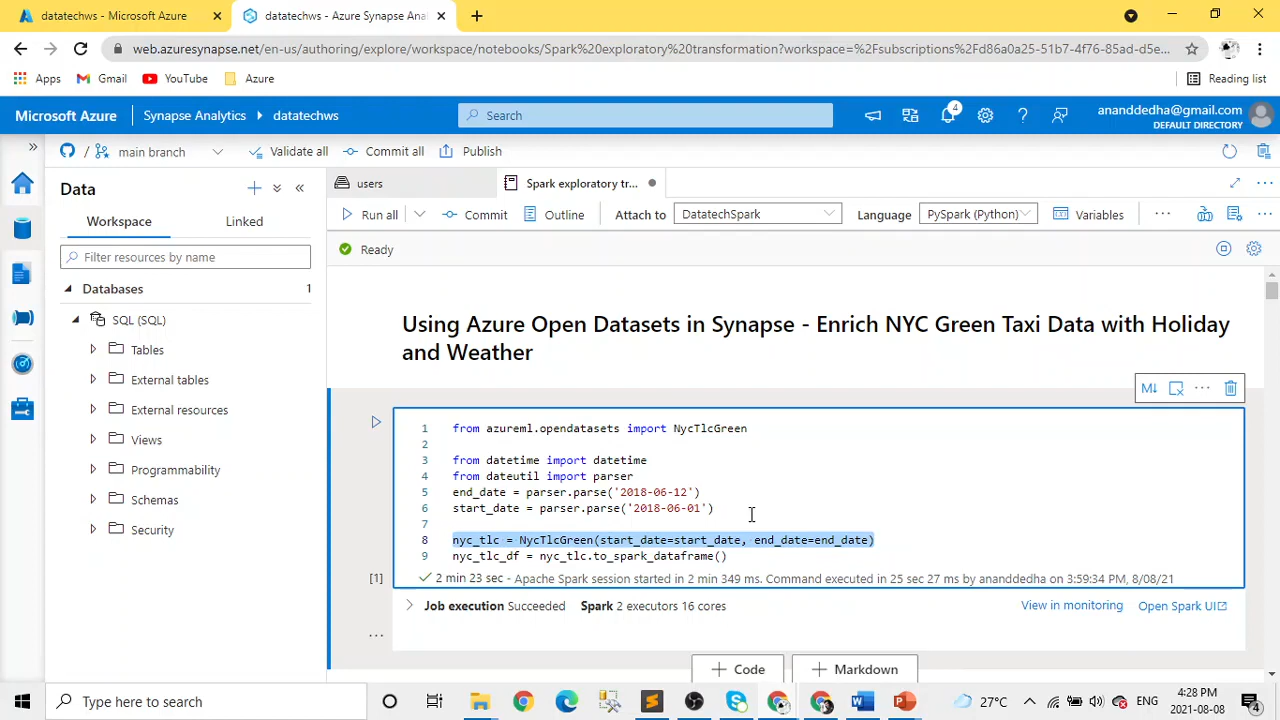 datatechws - Microsoft Azure
datatechws - Azure Synapse Anal
web.azuresynapse.net/en-us/authoring/explore/workspace/notebooks/Spark%20exploratory%20transformation?workspace=%2Fsubscriptions%2Fd86a0a25-51b7-4f76-85ad-d5e...
Apps Gmail YouTube Azure Reading list
Microsoft Azure Synapse Analytics datatechws Search 4 ananddedha@gmail.com
DEFAULT DIRECTORY
/ main branch Validate all Commit all Publish
Data
users Spark exploratory tr...
Workspace Linked
Run all Commit Outline Attach to DatatechSpark Language PySpark (Python) Variables
Ready
Filter resources by name
Databases 1
SQL (SQL)
Tables
External tables
External resources
Views
Programmability
Schemas
Security
Using Azure Open Datasets in Synapse - Enrich NYC Green Taxi Data with Holiday
and Weather
M↓ ...
1 from azureml.opendatasets import NycTlcGreen
2
3 from datetime import datetime
4 from dateutil import parser
5 end_date = parser.parse('2018-06-12')
6 start_date = parser.parse('2018-06-01')
7
8 nyc_tlc = NycTlcGreen(start_date=start_date, end_date=end_date)
9 nyc_tlc_df = nyc_tlc.to_spark_dataframe()
[1] 2 min 23 sec - Apache Spark session started in 2 min 349 ms. Command executed in 25 sec 27 ms by ananddedha on 3:59:34 PM, 8/08/21
Job execution Succeeded Spark 2 executors 16 cores View in monitoring Open Spark UI
...
+ Code + Markdown
Type here to search 27°C ENG 4:28 PM
2021-08-08 4